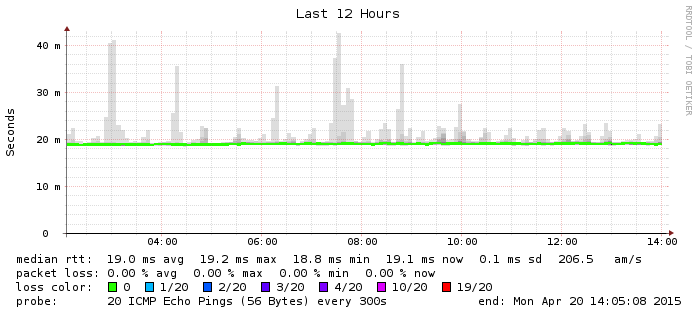 Last 12 Hours
RRDTOOL / TOBI OETIKER
Seconds
40 m
30 m
20 m
10 m
0
04:00 06:00 08:00 10:00 12:00 14:00
median rtt: 19.0 ms avg 19.2 ms max 18.8 ms min 19.1 ms now 0.1 ms sd 206.5 am/s
packet loss: 0.00 % avg 0.00 % max 0.00 % min 0.00 % now
loss color: 0 1/20 2/20 3/20 4/20 10/20 19/20
probe: 20 ICMP Echo Pings (56 Bytes) every 300s end: Mon Apr 20 14:05:08 2015